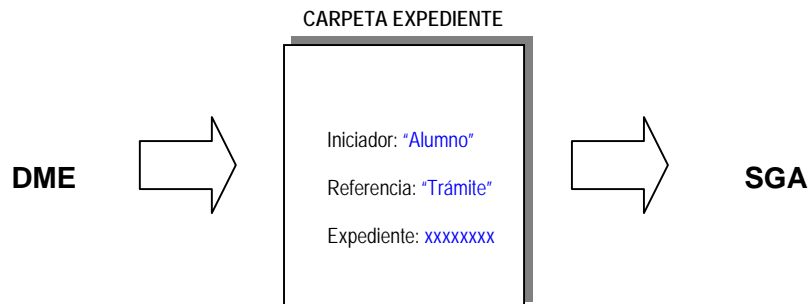 CARPETA EXPEDIENTE
Iniciador: “Alumno”
DME
Referencia: “Trámite”
SGA
Expediente: xxxxxxxx